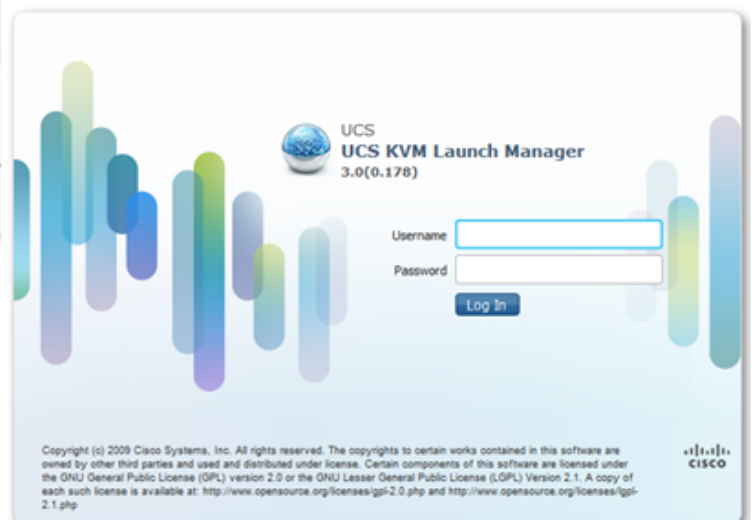 UCS
UCS KVM Launch Manager
3.0(0.178)
Username
Password
Log In
Copyright (c) 2009 Cisco Systems, Inc. All rights reserved. The copyrights to certain works contained in this software are
owned by other third parties and used and distributed under license. Certain components of this software are licensed under
the GNU General Public License (GPL) version 2.0 or the GNU Lesser General Public License (LGPL) Version 2.1. A copy of
each such license is available at: http://www.opensource.org/licenses/gpl-2.0.php and http://www.opensource.org/licenses/lgpl-
2.1.php
CISCO